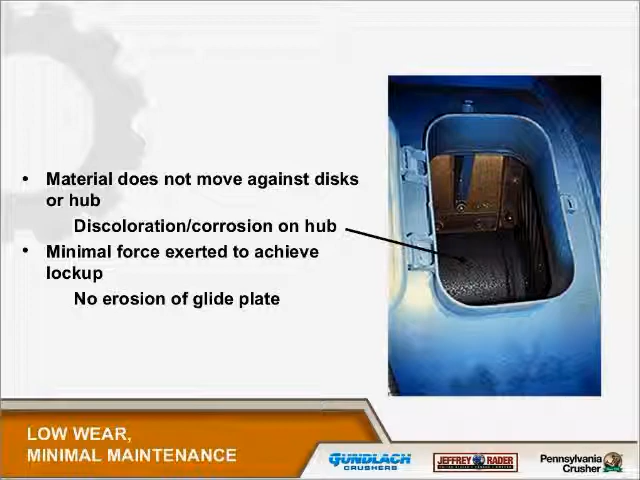 • Material does not move against disks
or hub
Discoloration/corrosion on hub
• Minimal force exerted to achieve
lockup
No erosion of glide plate
LOW WEAR,
MINIMAL MAINTENANCE
GUNDLACH
CRUSHERS
JEFFREY RADER
Pennsylvania
Crusher